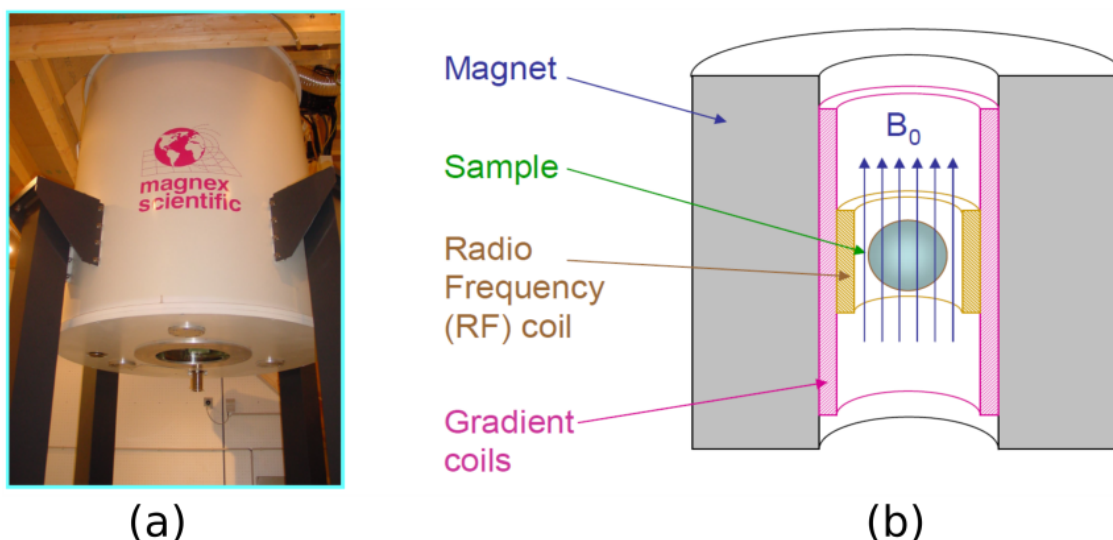 magnex
scientific
(a)
Magnet
Sample
Radio
Frequency
(RF) coil
Gradient
coils
B₀
(b)